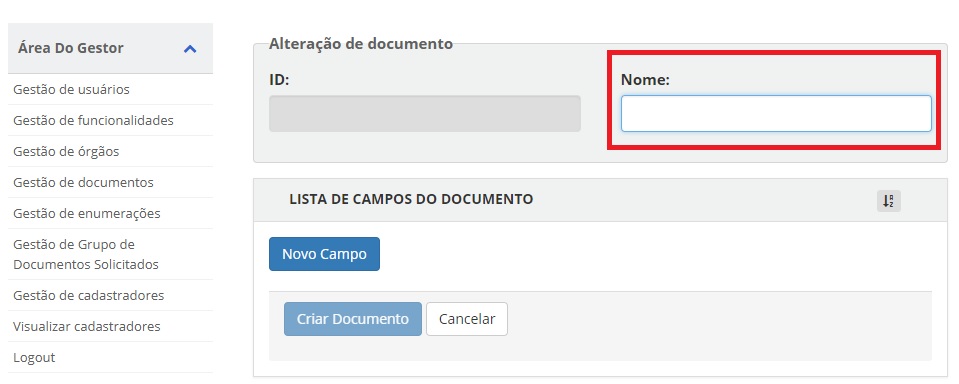 Área Do Gestor
Gestão de usuários
Gestão de funcionalidades
Gestão de órgãos
Gestão de documentos
Gestão de enumerações
Gestão de Grupo de
Documentos Solicitados
Gestão de cadastradores
Visualizar cadastradores
Logout
Alteração de documento
ID:
Nome:
LISTA DE CAMPOS DO DOCUMENTO
Novo Campo
Criar Documento
Cancelar